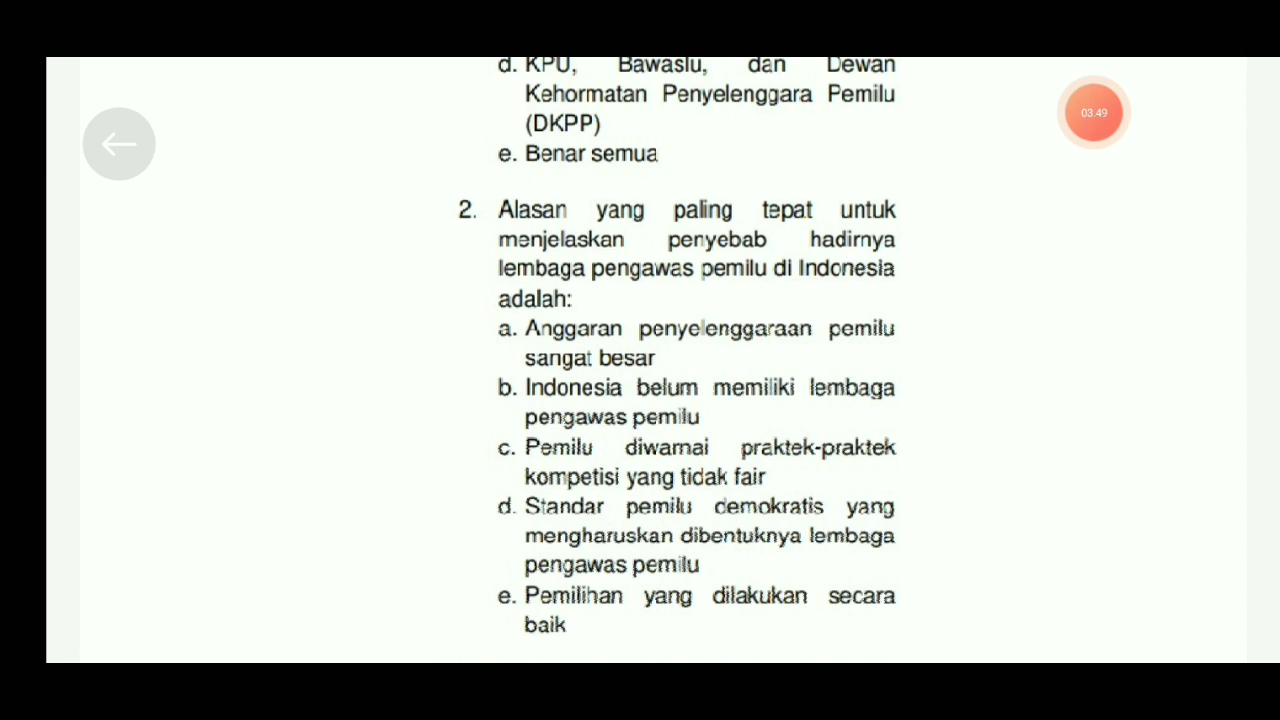 d. KPU, Bawaslu, dan Dewan
Kehormatan Penyelenggara Pemilu
(DKPP)
e. Benar semua
03.49
2. Alasan yang paling tepat untuk
menjelaskan penyebab hadirnya
lembaga pengawas pemilu di Indonesia
adalah:
a. Anggaran penyelenggaraan pemilu
sangat besar
b. Indonesia belum memiliki lembaga
pengawas pemilu
c. Pemilu diwarnai praktek-praktek
kompetisi yang tidak fair
d. Standar pemilu demokratis yang
mengharuskan dibentuknya lembaga
pengawas pemilu
e. Pemilihan yang dilakukan secara
baik